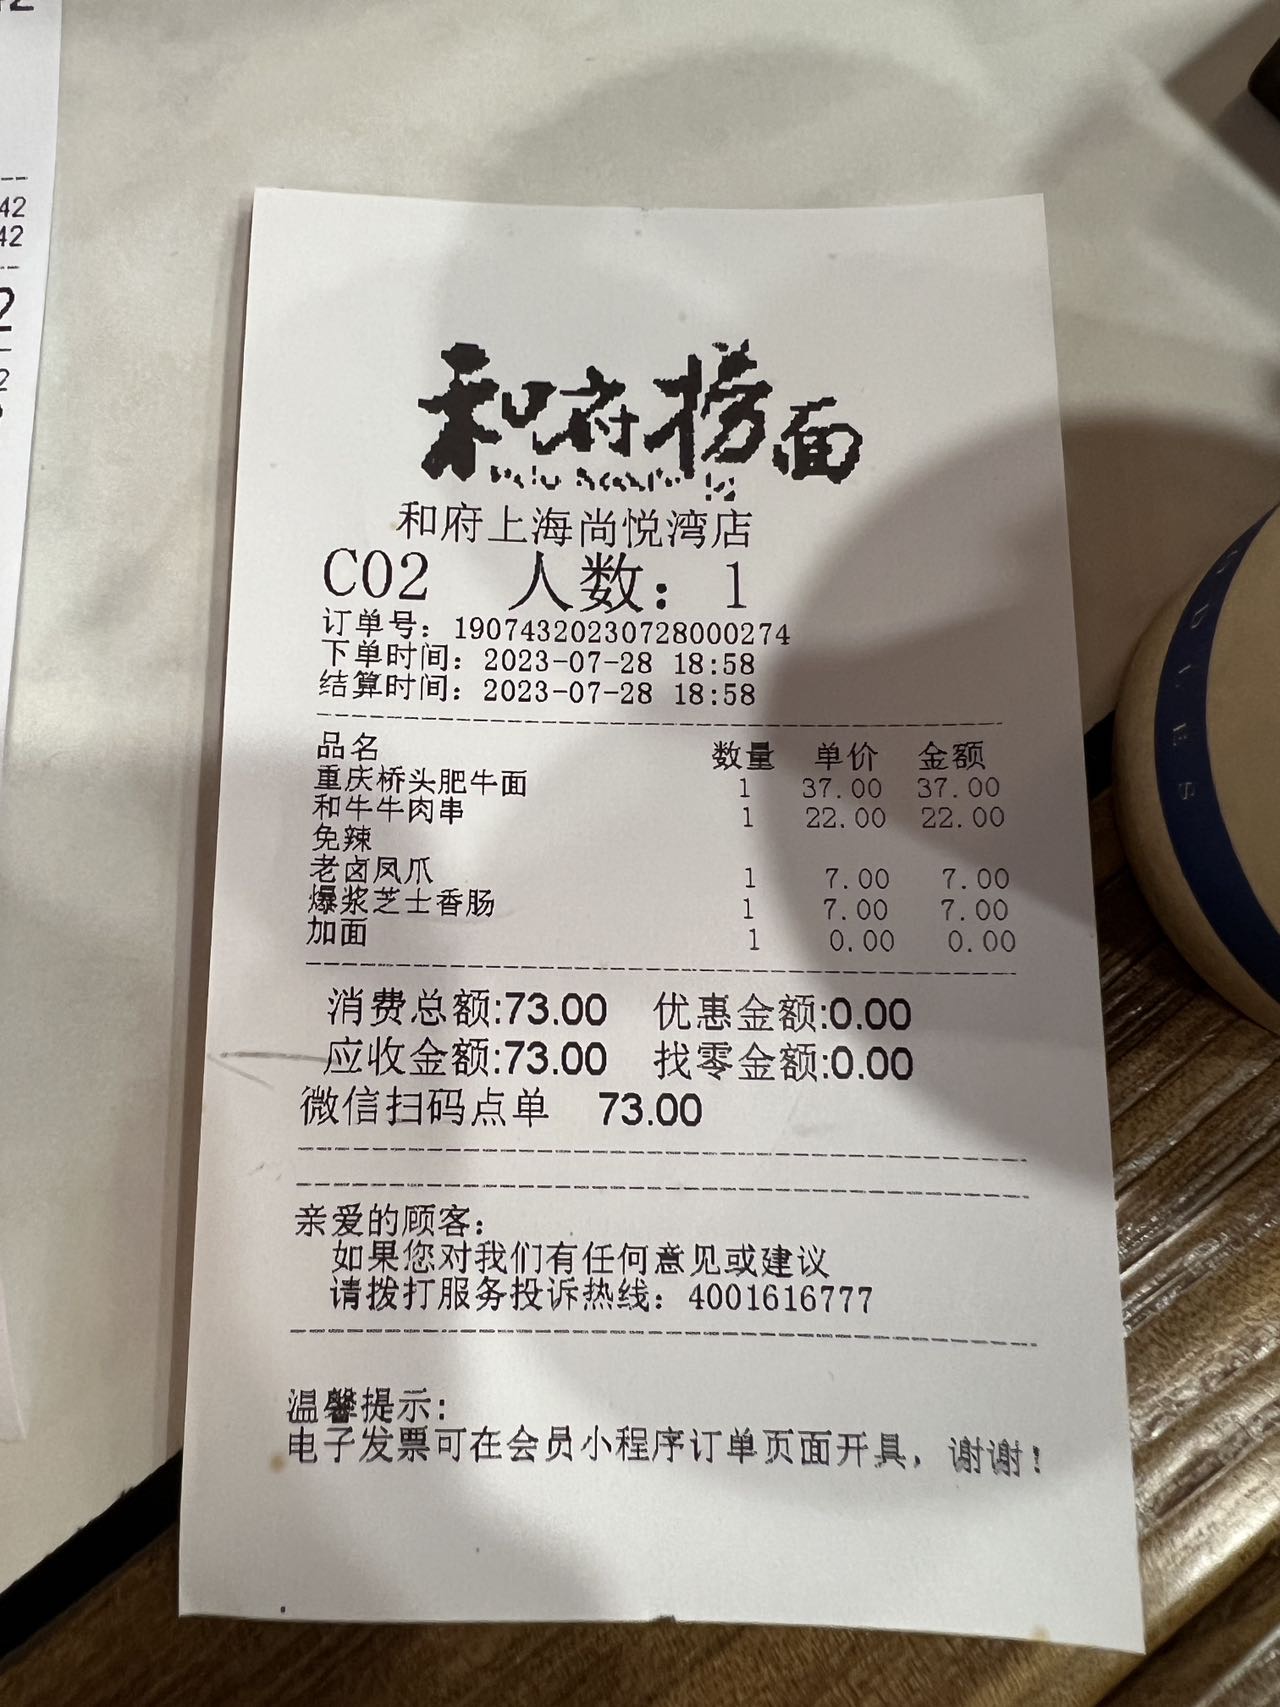 42
42
42
2
2
和府捞面
和府上海尚悦湾店
C02 人数：1
订单号：19074320230728000274
下单时间：2023-07-28 18:58
结算时间：2023-07-28 18:58
品名 数量 单价 金额
重庆桥头肥牛面 1 37.00 37.00
和牛牛肉串 1 22.00 22.00
免辣
老卤凤爪 1 7.00 7.00
爆浆芝士香肠 1 7.00 7.00
加面 1 0.00 0.00
消费总额:73.00 优惠金额:0.00
应收金额:73.00 找零金额:0.00
微信扫码点单 73.00
亲爱的顾客：
如果您对我们有任何意见或建议
请拨打服务投诉热线：4001616777
温馨提示:
电子发票可在会员小程序订单页面开具，谢谢！